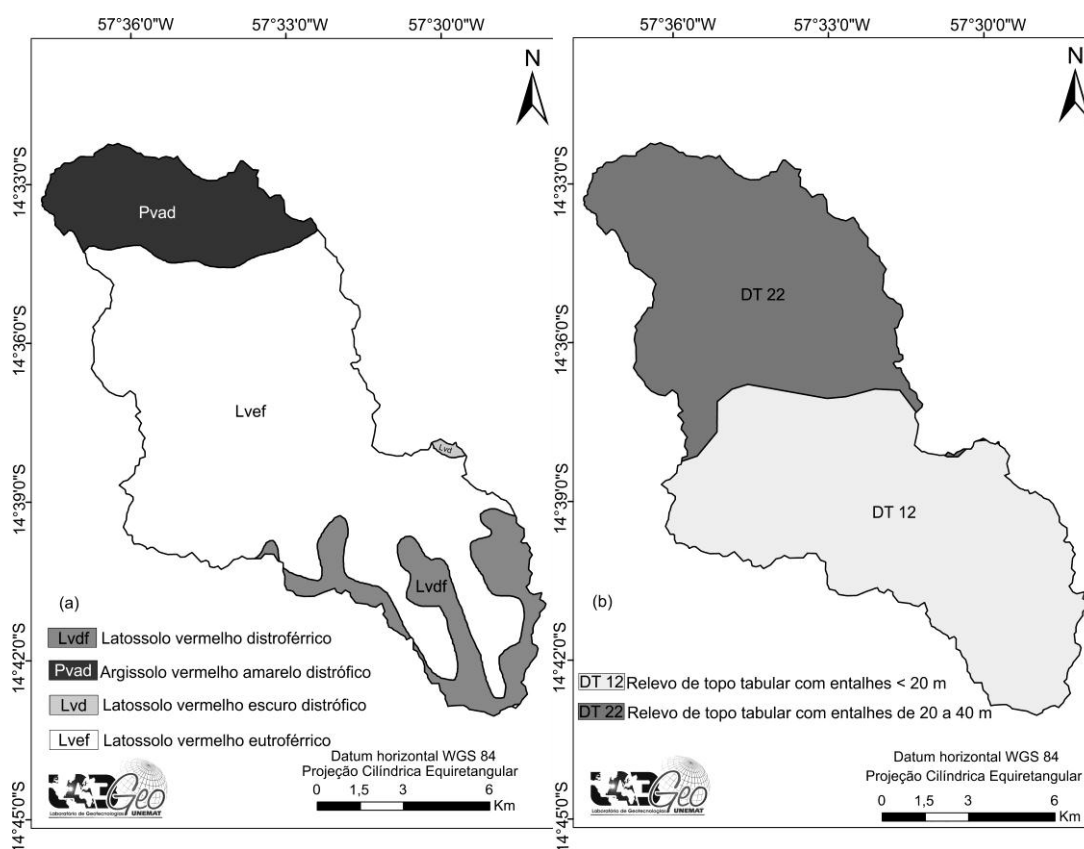 57°36'0"W 57°33'0"W 57°30'0"W
N
14°33'0"S
14°36'0"S
14°39'0"S
14°42'0"S
14°45'0"S
Pvad
Lvef
Lvd
Lvdf
(a)
Lvdf Latossolo vermelho distroférrico
Pvad Argissolo vermelho amarelo distrófico
Lvd Latossolo vermelho escuro distrófico
Lvef Latossolo vermelho eutroférrico
Datum horizontal WGS 84
Projeção Cilíndrica Equiretangular
0 1,5 3 6
Km
Geo
Laboratório de Geotecnologias UNEMAT
57°36'0"W 57°33'0"W 57°30'0"W
N
14°33'0"S
14°36'0"S
14°39'0"S
14°42'0"S
14°45'0"S
DT 22
DT 12
(b)
DT 12 Relevo de topo tabular com entalhes < 20 m
DT 22 Relevo de topo tabular com entalhes de 20 a 40 m
Datum horizontal WGS 84
Projeção Cilíndrica Equiretangular
0 1,5 3 6
Km
Geo
Laboratório de Geotecnologias UNEMAT